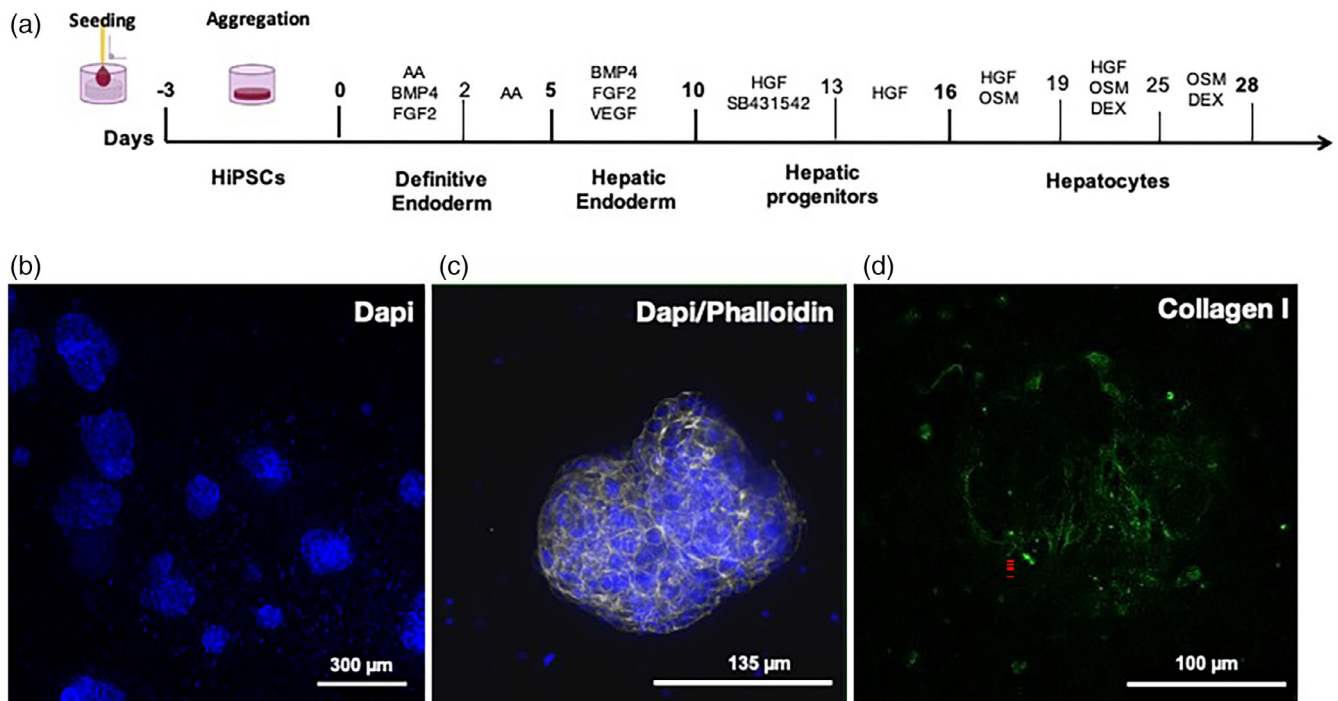 (a)
Seeding
Aggregation
-3
0
AA
BMP4
FGF2
2
AA
5
BMP4
FGF2
VEGF
10
HGF
SB431542
13
HGF
16
HGF
OSM
19
HGF
OSM
DEX
25
OSM
DEX
28
Days
HiPSCs
Definitive
Endoderm
Hepatic
Endoderm
Hepatic
progenitors
Hepatocytes
(b)
Dapi
300 µm
(c)
Dapi/Phalloidin
135 µm
(d)
Collagen I
100 µm